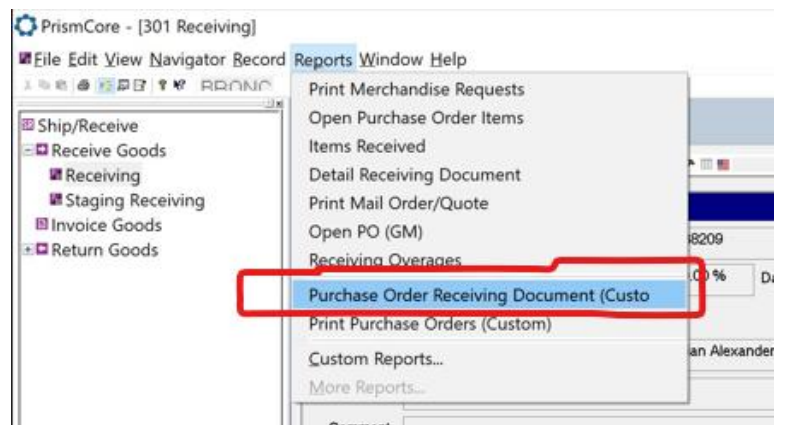 PrismCore - [301 Receiving]
File Edit View Navigator Record Reports Window Help
Print Merchandise Requests
Open Purchase Order Items
Items Received
Detail Receiving Document
Print Mail Order/Quote
Open PO (GM)
Receiving Overages
Purchase Order Receiving Document (Custo
Print Purchase Orders (Custom)
Custom Reports...
More Reports...
Ship/Receive
Receive Goods
Receiving
Staging Receiving
Invoice Goods
Return Goods
8209
.00 %
an Alexander
Comment